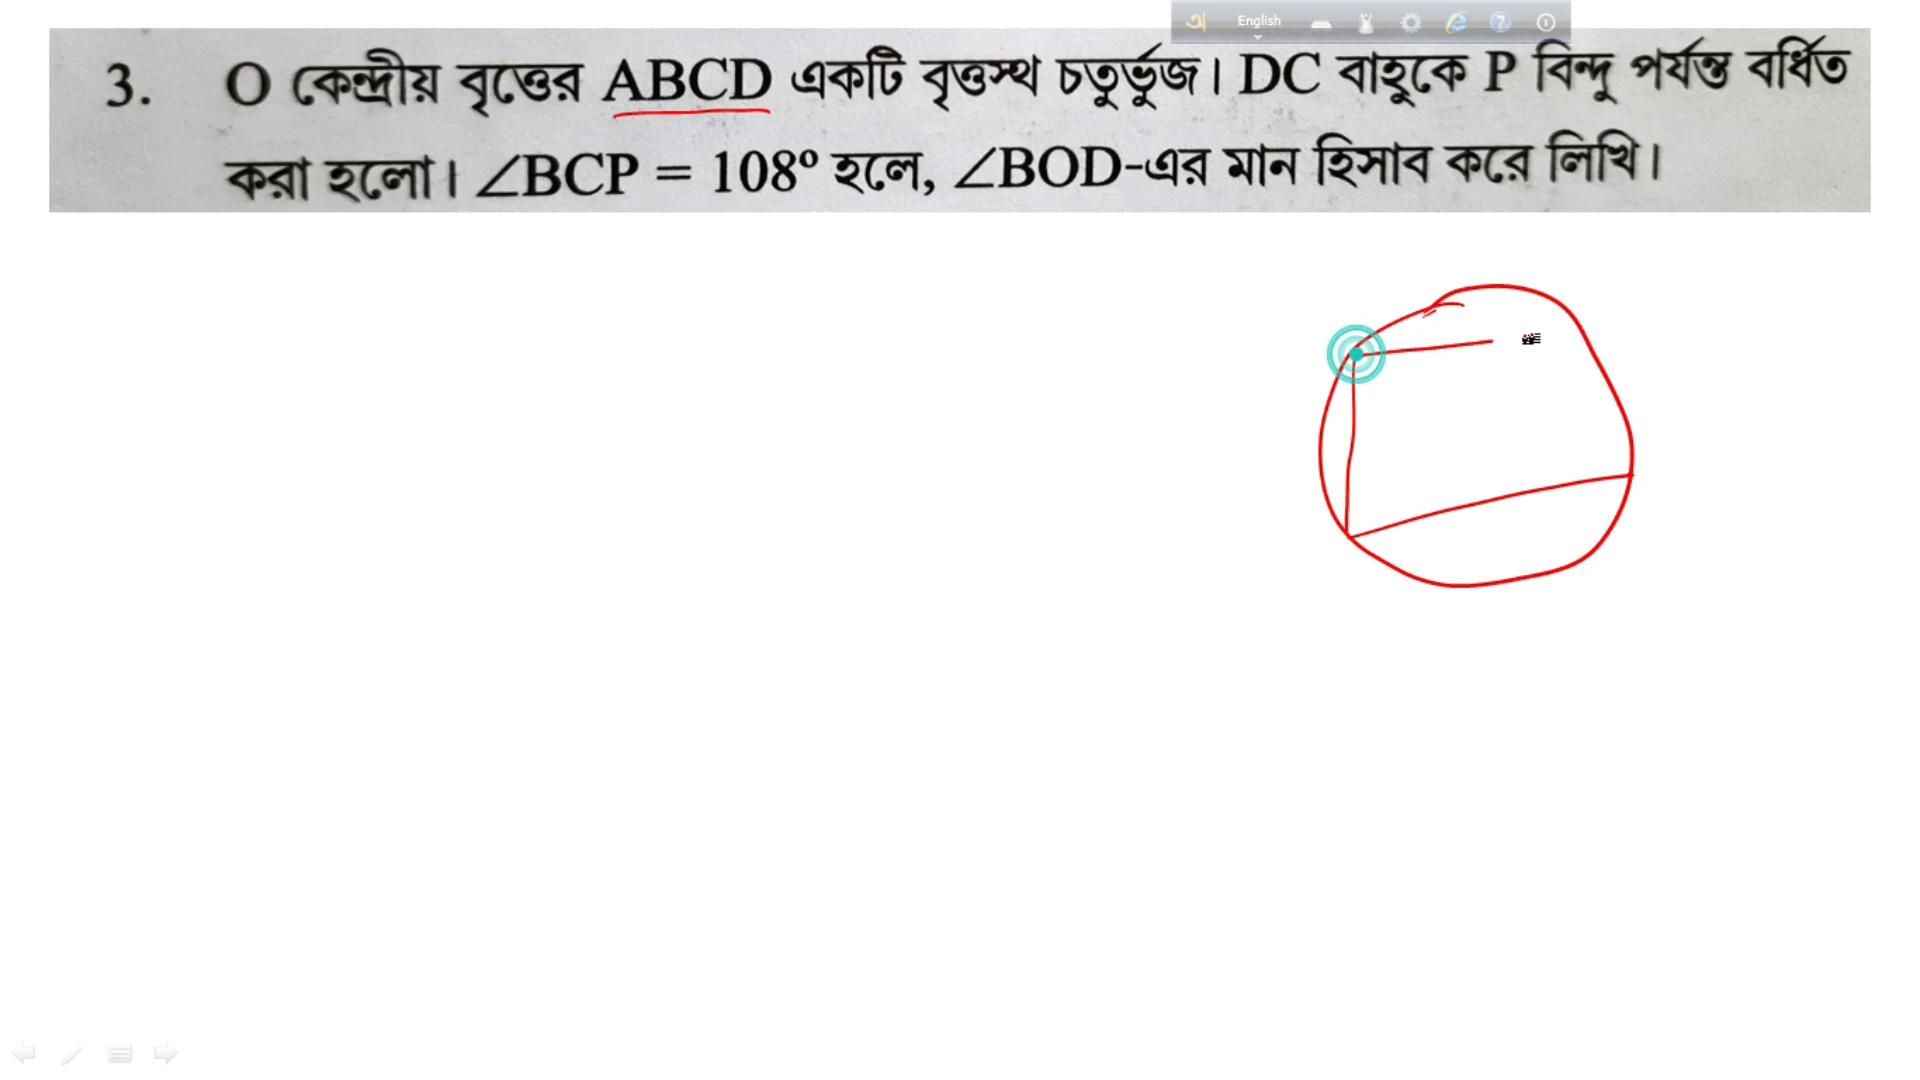 English
3. O কেন্দ্রীয় বৃত্তের ABCD একটি বৃত্তস্থ চতুর্ভুজ। DC বাহুকে P বিন্দু পর্যন্ত বর্ধিত
করা হলো। ∠BCP = 108° হলে, ∠BOD-এর মান হিসাব করে লিখি।